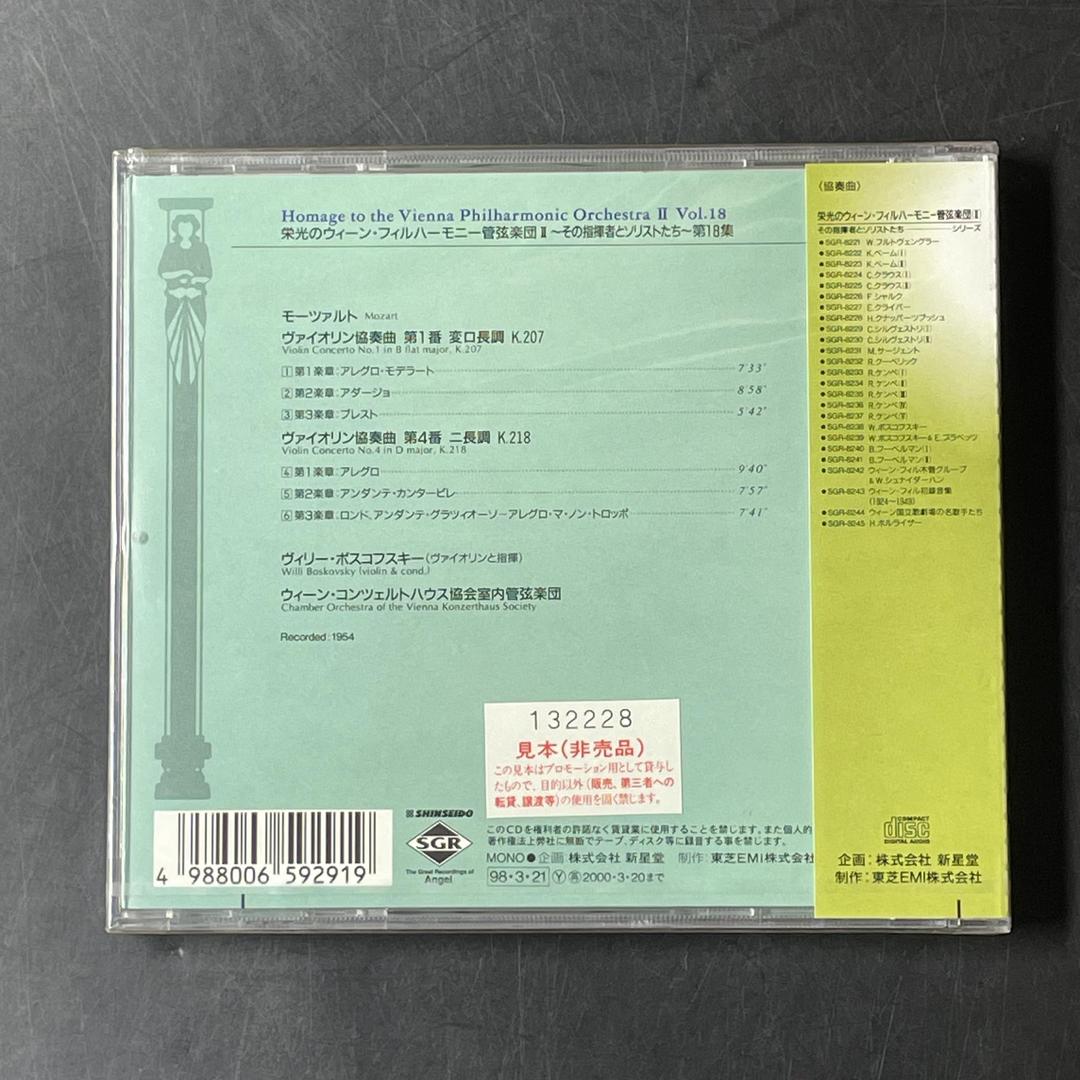 Homage to the Vienna Philharmonic Orchestra Ⅱ Vol.18
栄光のウィーン・フィルハーモニー管弦楽団Ⅱ ～その指揮者とソリストたち～第18集
モーツァルト Mozart
ヴァイオリン協奏曲 第1番 変ロ長調 K.207
Violin Concerto No.1 in B flat major, K.207
1 第1楽章:アレグロ・モデラート 7'33"
2 第2楽章:アダージョ 8'58"
3 第3楽章:プレスト 5'42"
ヴァイオリン協奏曲 第4番 ニ長調 K.218
Violin Concerto No.4 in D major, K.218
4 第1楽章:アレグロ 9'40"
5 第2楽章:アンダンテ・カンタービレ 7'57"
6 第3楽章:ロンド、アンダンテ・グラツィオーソーアレグロ・マ・ノン・トロッポ 7'41"
ヴィリー・ボスコフスキー(ヴァイオリンと指揮)
Willi Boskovsky (violin & cond.)
ウィーン・コンツェルトハウス協会室内管弦楽団
Chamber Orchestra of the Vienna Konzerthaus Society
Recorded:1954
132228
見本(非売品)
この見本はプロモーション用として貸与し
たもので、目的以外(販売、第三者への
転貸、譲渡等)の使用を固く禁じます。
4 988006 592919
SHINSEIDO
SGR
The Great Recordings of
Angel
このCDを権利者の許諾なく賃貸業に使用することを禁じます。また個人的
著作権法上弊社に無断でテープ、ディスク等に録音する事を禁じます。
MONO●企画 株式会社 新星堂 制作:東芝EMI株式会社
98・3・21 Ⓨ 2000・3・20まで
〈協奏曲〉
栄光のウィーン・フィルハーモニー管弦楽団(Ⅱ)
その指揮者とソリストたち シリーズ
●SGR-8221 W.フルトヴェングラー
●SGR-8222 K.ベーム(Ⅰ)
●SGR-8223 K.ベーム(Ⅱ)
●SGR-8224 C.クラウス(Ⅰ)
●SGR-8225 C.クラウス(Ⅱ)
●SGR-8226 F.シャルク
●SGR-8227 E.クライバー
●SGR-8228 H.クナッパーツブッシュ
●SGR-8229 C.シルヴェストリ(Ⅰ)
●SGR-8230 C.シルヴェストリ(Ⅱ)
●SGR-8231 M.サージェント
●SGR-8232 R.クーベリック
●SGR-8233 R.ケンペ(Ⅰ)
●SGR-8234 R.ケンペ(Ⅱ)
●SGR-8235 R.ケンペ(Ⅲ)
●SGR-8236 R.ケンペ(Ⅳ)
●SGR-8237 R.ケンペ(Ⅴ)
●SGR-8238 W.ボスコフスキー
●SGR-8239 W.ボスコフスキー&E.ブラベッツ
●SGR-8240 B.フーベルマン(Ⅰ)
●SGR-8241 B.フーベルマン(Ⅱ)
●SGR-8242 ウィーン・フィル木管グループ
&W.シュナイダーハン
●SGR-8243 ウィーン・フィル初録音集
(1924～1949)
●SGR-8244 ウィーン国立歌劇場の名歌手たち
●SGR-8245 H.ホルライザー
COMPACT
disc
DIGITAL AUDIO
企画:株式会社 新星堂
制作:東芝EMI株式会社